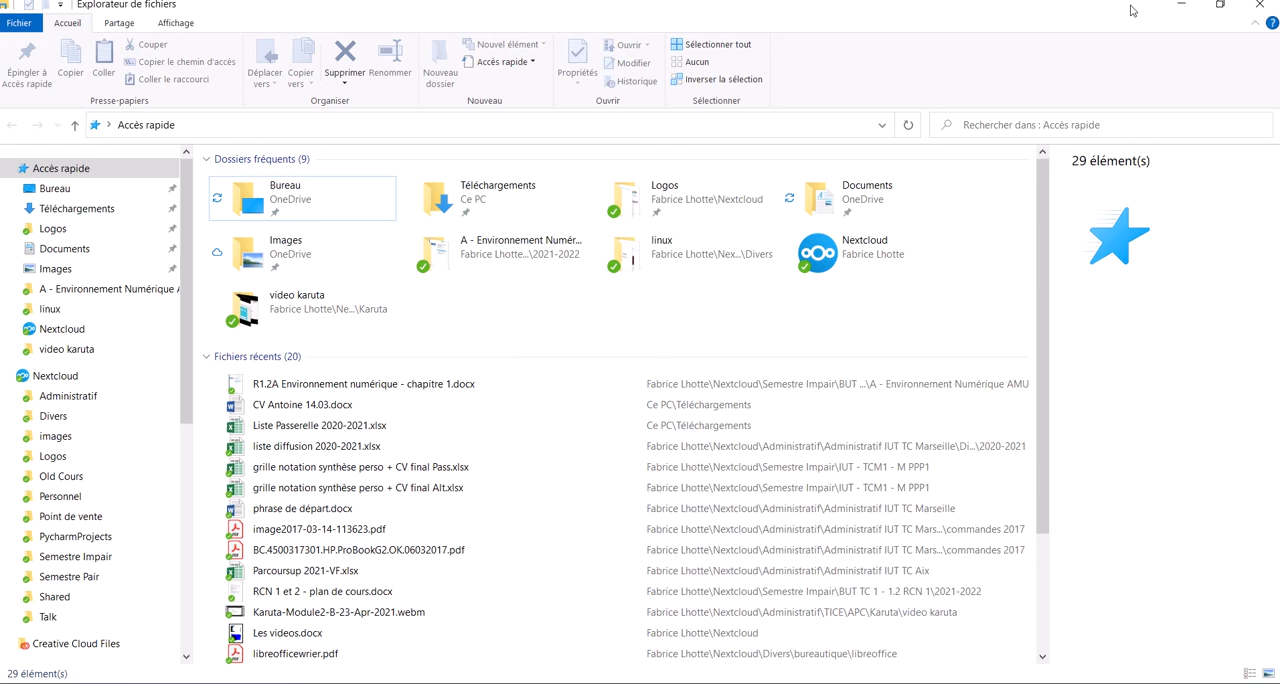 Explorateur de fichiers
Fichier Accueil Partage Affichage
Épingler à Accès rapide
Copier
Coller
Couper
Copier le chemin d'accès
Coller le raccourci
Presse-papiers
Déplacer vers
Copier vers
Supprimer
Renommer
Organiser
Nouveau dossier
Nouvel élément
Accès rapide
Nouveau
Propriétés
Ouvrir
Modifier
Historique
Ouvrir
Sélectionner tout
Aucun
Inverser la sélection
Sélectionner
Accès rapide
Rechercher dans : Accès rapide
Accès rapide
Bureau
Téléchargements
Logos
Documents
Images
A - Environnement Numérique
linux
Nextcloud
video karuta
Nextcloud
Administratif
Divers
images
Logos
Old Cours
Personnel
Point de vente
PycharmProjects
Semestre Impair
Semestre Pair
Shared
Talk
Creative Cloud Files
Dossiers fréquents (9)
Bureau
OneDrive
Téléchargements
Ce PC
Logos
Fabrice Lhotte\Nextcloud
Documents
OneDrive
Images
OneDrive
A - Environnement Numér...
Fabrice Lhotte...\2021-2022
linux
Fabrice Lhotte\Nex...\Divers
Nextcloud
Fabrice Lhotte
video karuta
Fabrice Lhotte\Ne...\Karuta
Fichiers récents (20)
R1.2A Environnement numérique - chapitre 1.docx Fabrice Lhotte\Nextcloud\Semestre Impair\BUT ...\A - Environnement Numérique AMU
CV Antoine 14.03.docx Ce PC\Téléchargements
Liste Passerelle 2020-2021.xlsx Ce PC\Téléchargements
liste diffusion 2020-2021.xlsx Fabrice Lhotte\Nextcloud\Administratif\Administratif IUT TC Marseille\Di...\2020-2021
grille notation synthèse perso + CV final Pass.xlsx Fabrice Lhotte\Nextcloud\Semestre Impair\IUT - TCM1 - M PPP1
grille notation synthèse perso + CV final Alt.xlsx Fabrice Lhotte\Nextcloud\Semestre Impair\IUT - TCM1 - M PPP1
phrase de départ.docx Fabrice Lhotte\Nextcloud\Administratif\Administratif IUT TC Marseille
image2017-03-14-113623.pdf Fabrice Lhotte\Nextcloud\Administratif\Administratif IUT TC Mars...\commandes 2017
BC.4500317301.HP.ProBookG2.OK.06032017.pdf Fabrice Lhotte\Nextcloud\Administratif\Administratif IUT TC Mars...\commandes 2017
Parcoursup 2021-VF.xlsx Fabrice Lhotte\Nextcloud\Administratif\Administratif IUT TC Aix
RCN 1 et 2 - plan de cours.docx Fabrice Lhotte\Nextcloud\Semestre Impair\BUT TC 1 - 1.2 RCN 1\2021-2022
Karuta-Module2-B-23-Apr-2021.webm Fabrice Lhotte\Nextcloud\Administratif\TICE\APC\Karuta\video karuta
Les videos.docx Fabrice Lhotte\Nextcloud
libreofficewrier.pdf Fabrice Lhotte\Nextcloud\Divers\bureautique\libreoffice
29 élément(s)
29 élément(s)